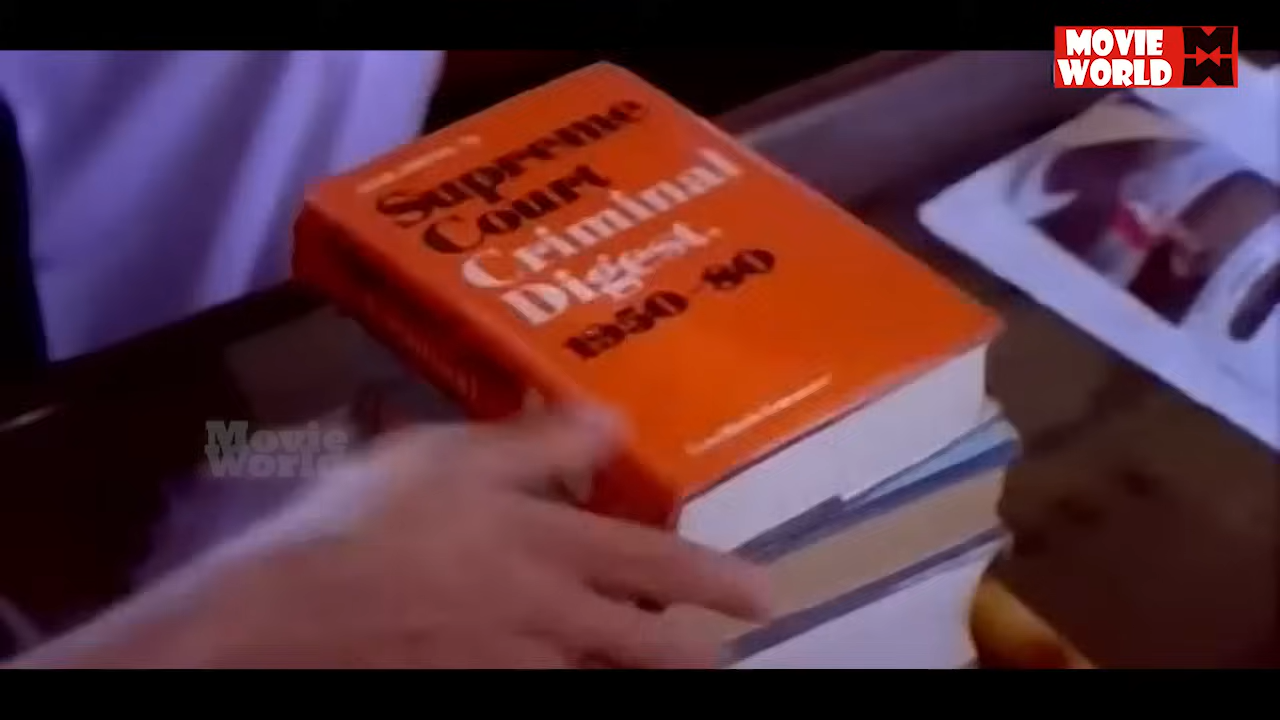 MOVIE
WORLD
Supreme
Court
Criminal
Digest.
1950-80
Movie
World